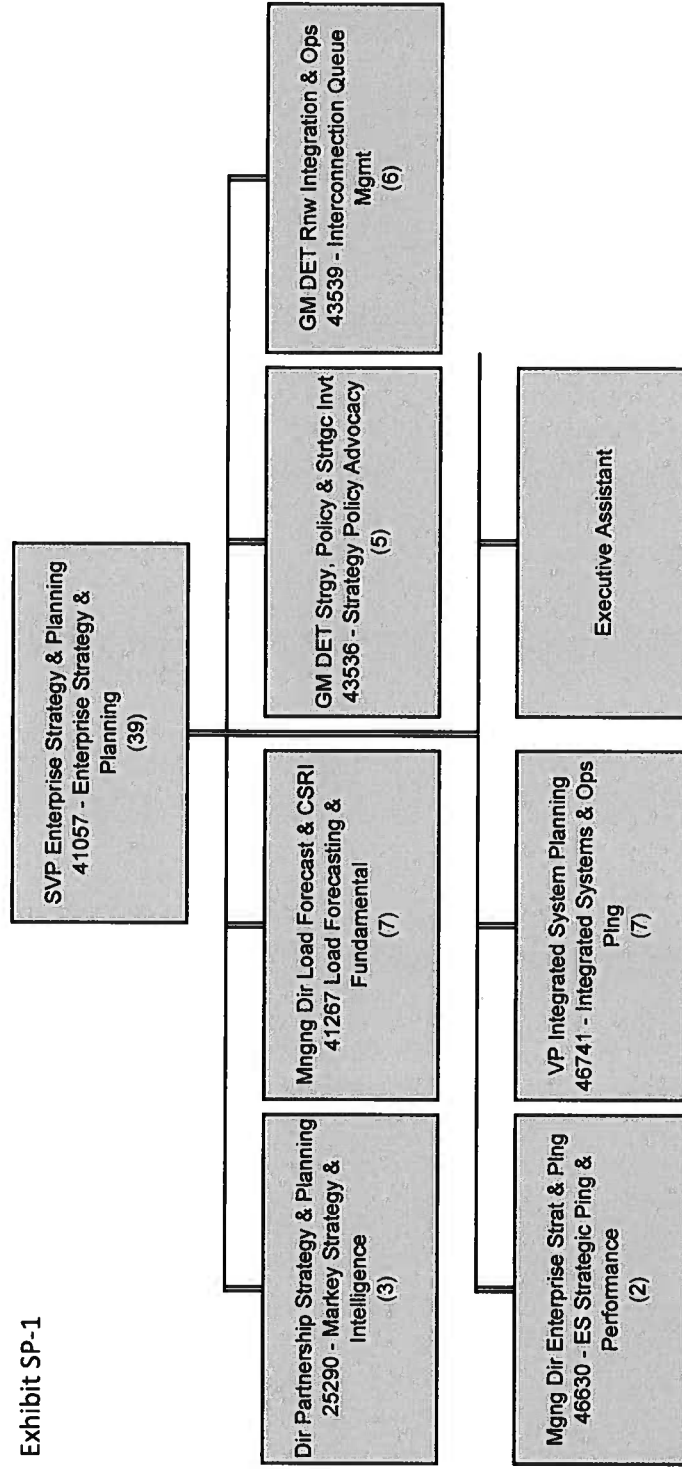 Exhibit SP-1
SVP Enterprise Strategy & Planning
41057 - Enterprise Strategy &
Planning
(39)
Dir Partnership Strategy & Planning
25290 - Markey Strategy &
Intelligence
(3)
Mngng Dir Load Forecast & CSRI
41267 Load Forecasting &
Fundamental
(7)
GM DET Strgy, Policy & Strtgc Invt
43536 - Strategy Policy Advocacy
(5)
GM DET Rnw Integration & Ops
43539 - Interconnection Queue
Mgmt
(6)
Mgng Dir Enterprise Strat & Plng
46630 - ES Strategic Plng &
Performance
(2)
VP Integrated System Planning
46741 - Integrated Systems & Ops
Plng
(7)
Executive Assistant